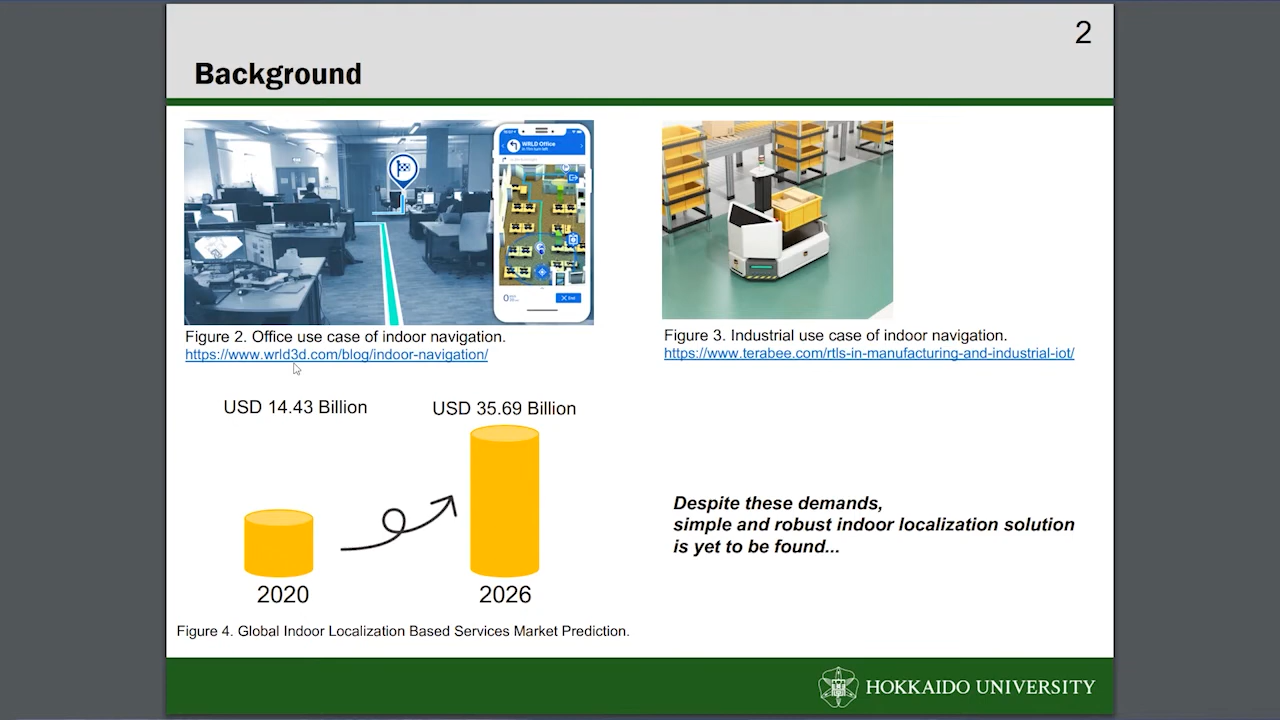 2
Background
WRLD Office
End
Figure 2. Office use case of indoor navigation.
https://www.wrld3d.com/blog/indoor-navigation/
Figure 3. Industrial use case of indoor navigation.
https://www.terabee.com/rtls-in-manufacturing-and-industrial-iot/
USD 14.43 Billion
USD 35.69 Billion
2020
2026
Figure 4. Global Indoor Localization Based Services Market Prediction.
Despite these demands,
simple and robust indoor localization solution
is yet to be found...
HOKKAIDO UNIVERSITY